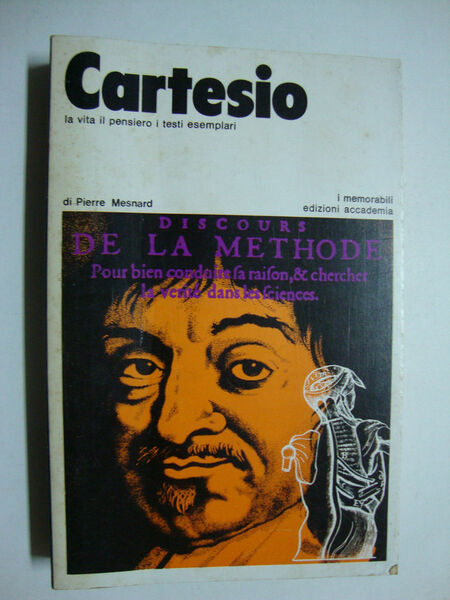 Cartesio
la vita il pensiero i testi esemplari
di Pierre Mesnard
i memorabili
edizioni accademia
DISCOURS
DE LA METHODE.
Pour bien conduire ſa raiſon, & chercher
la verité dans les ſciences.